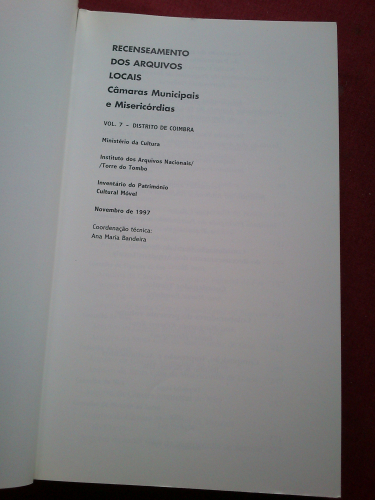 RECENSEAMENTO
DOS ARQUIVOS
LOCAIS
Câmaras Municipais
e Misericórdias
VOL. 7 – DISTRITO DE COIMBRA
Ministério da Cultura
Instituto dos Arquivos Nacionais/
/Torre do Tombo
Inventário do Património
Cultural Móvel
Novembro de 1997
Coordenação técnica:
Ana Maria Bandeira